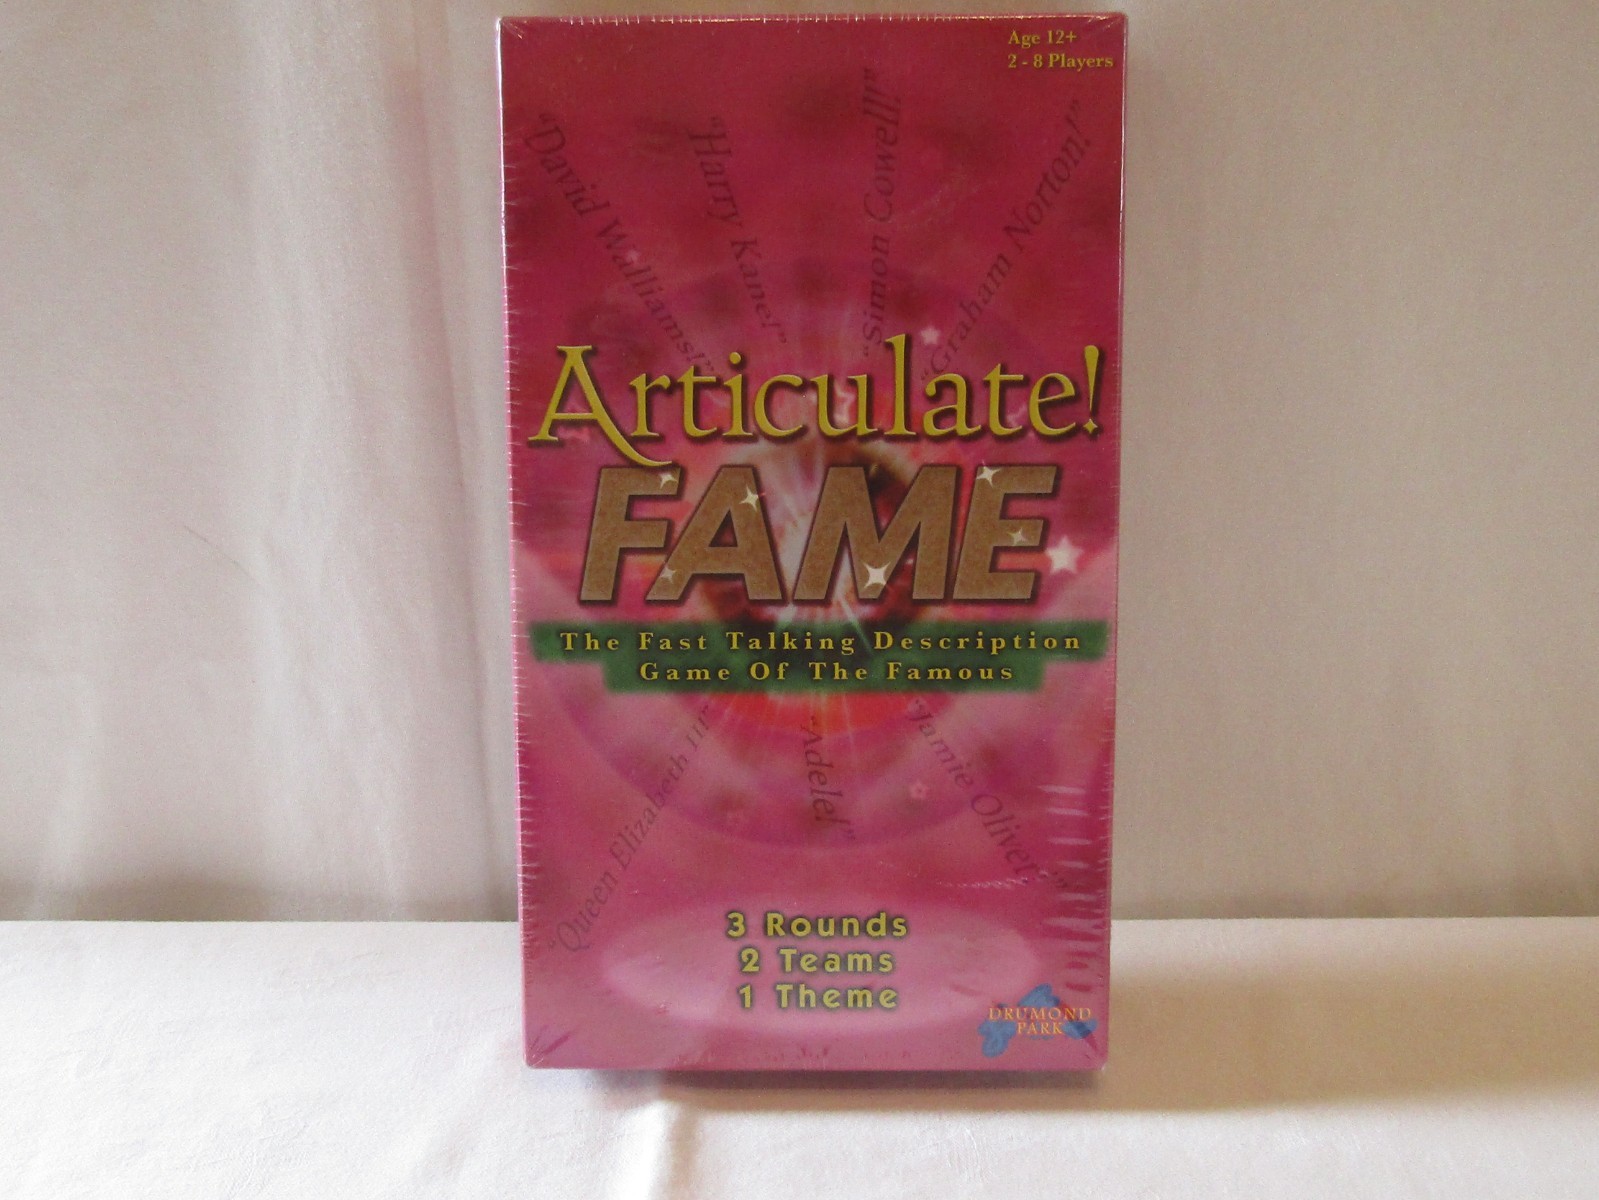 Age 12+
2 - 8 Players
"David Walliams!"
"Harry Kane!"
"Simon Cowell!"
"Graham Norton!"
Articulate!
FAME
The Fast Talking Description
Game Of The Famous
"Queen Elizabeth II!"
"Adele!"
"Jamie Oliver!"
3 Rounds
2 Teams
1 Theme
DRUMOND
PARK